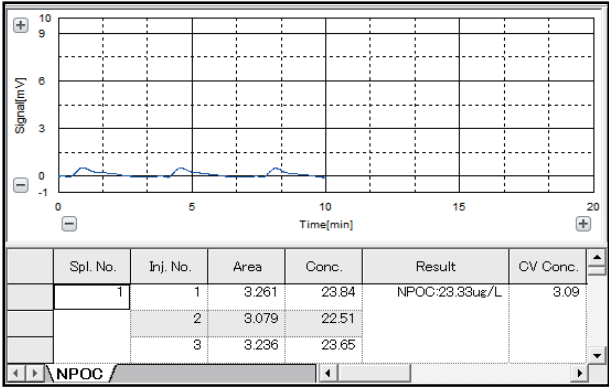 10
9
6
3
0
-1
Signal[mV]
0 5 10 15 20
Time[min]
Spl. No. Inj. No. Area Conc. Result CV Conc.
1 1 3.261 23.84 NPOC:23.33ug/L 3.09
2 3.079 22.51
3 3.236 23.65
NPOC